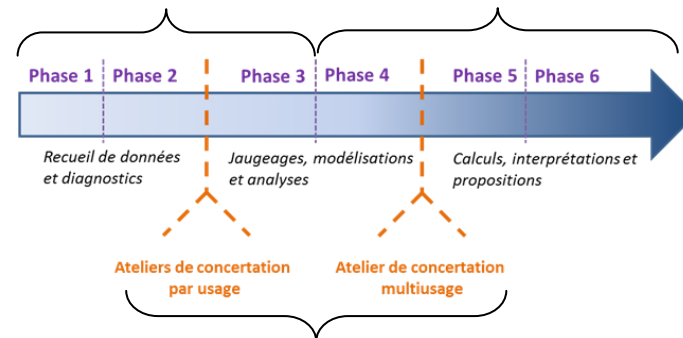 Phase 1 Phase 2 Phase 3 Phase 4 Phase 5 Phase 6
Recueil de données
et diagnostics
Jaugeages, modélisations
et analyses
Calculs, interprétations et
propositions
Ateliers de concertation
par usage
Atelier de concertation
multiusage